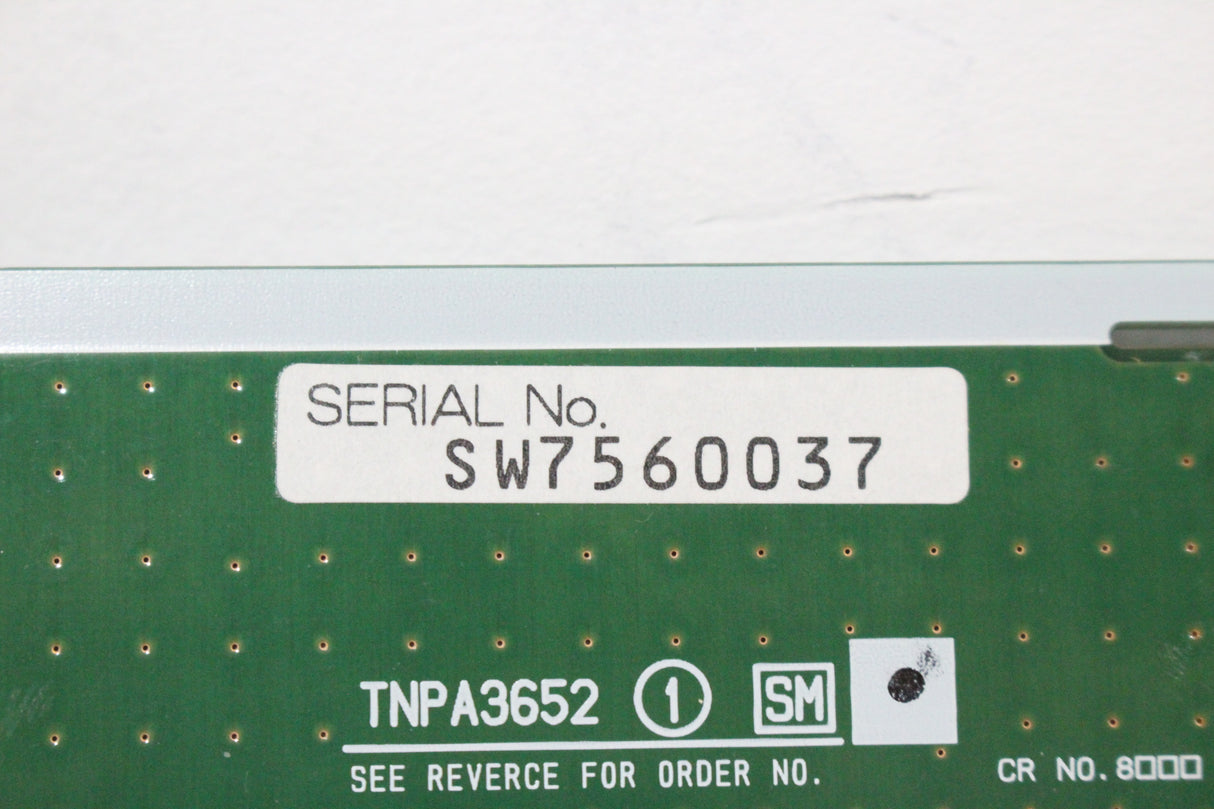 SERIAL No.
SW7560037
TNPA3652 1 SM
SEE REVERCE FOR ORDER NO.
CR NO.8□□□